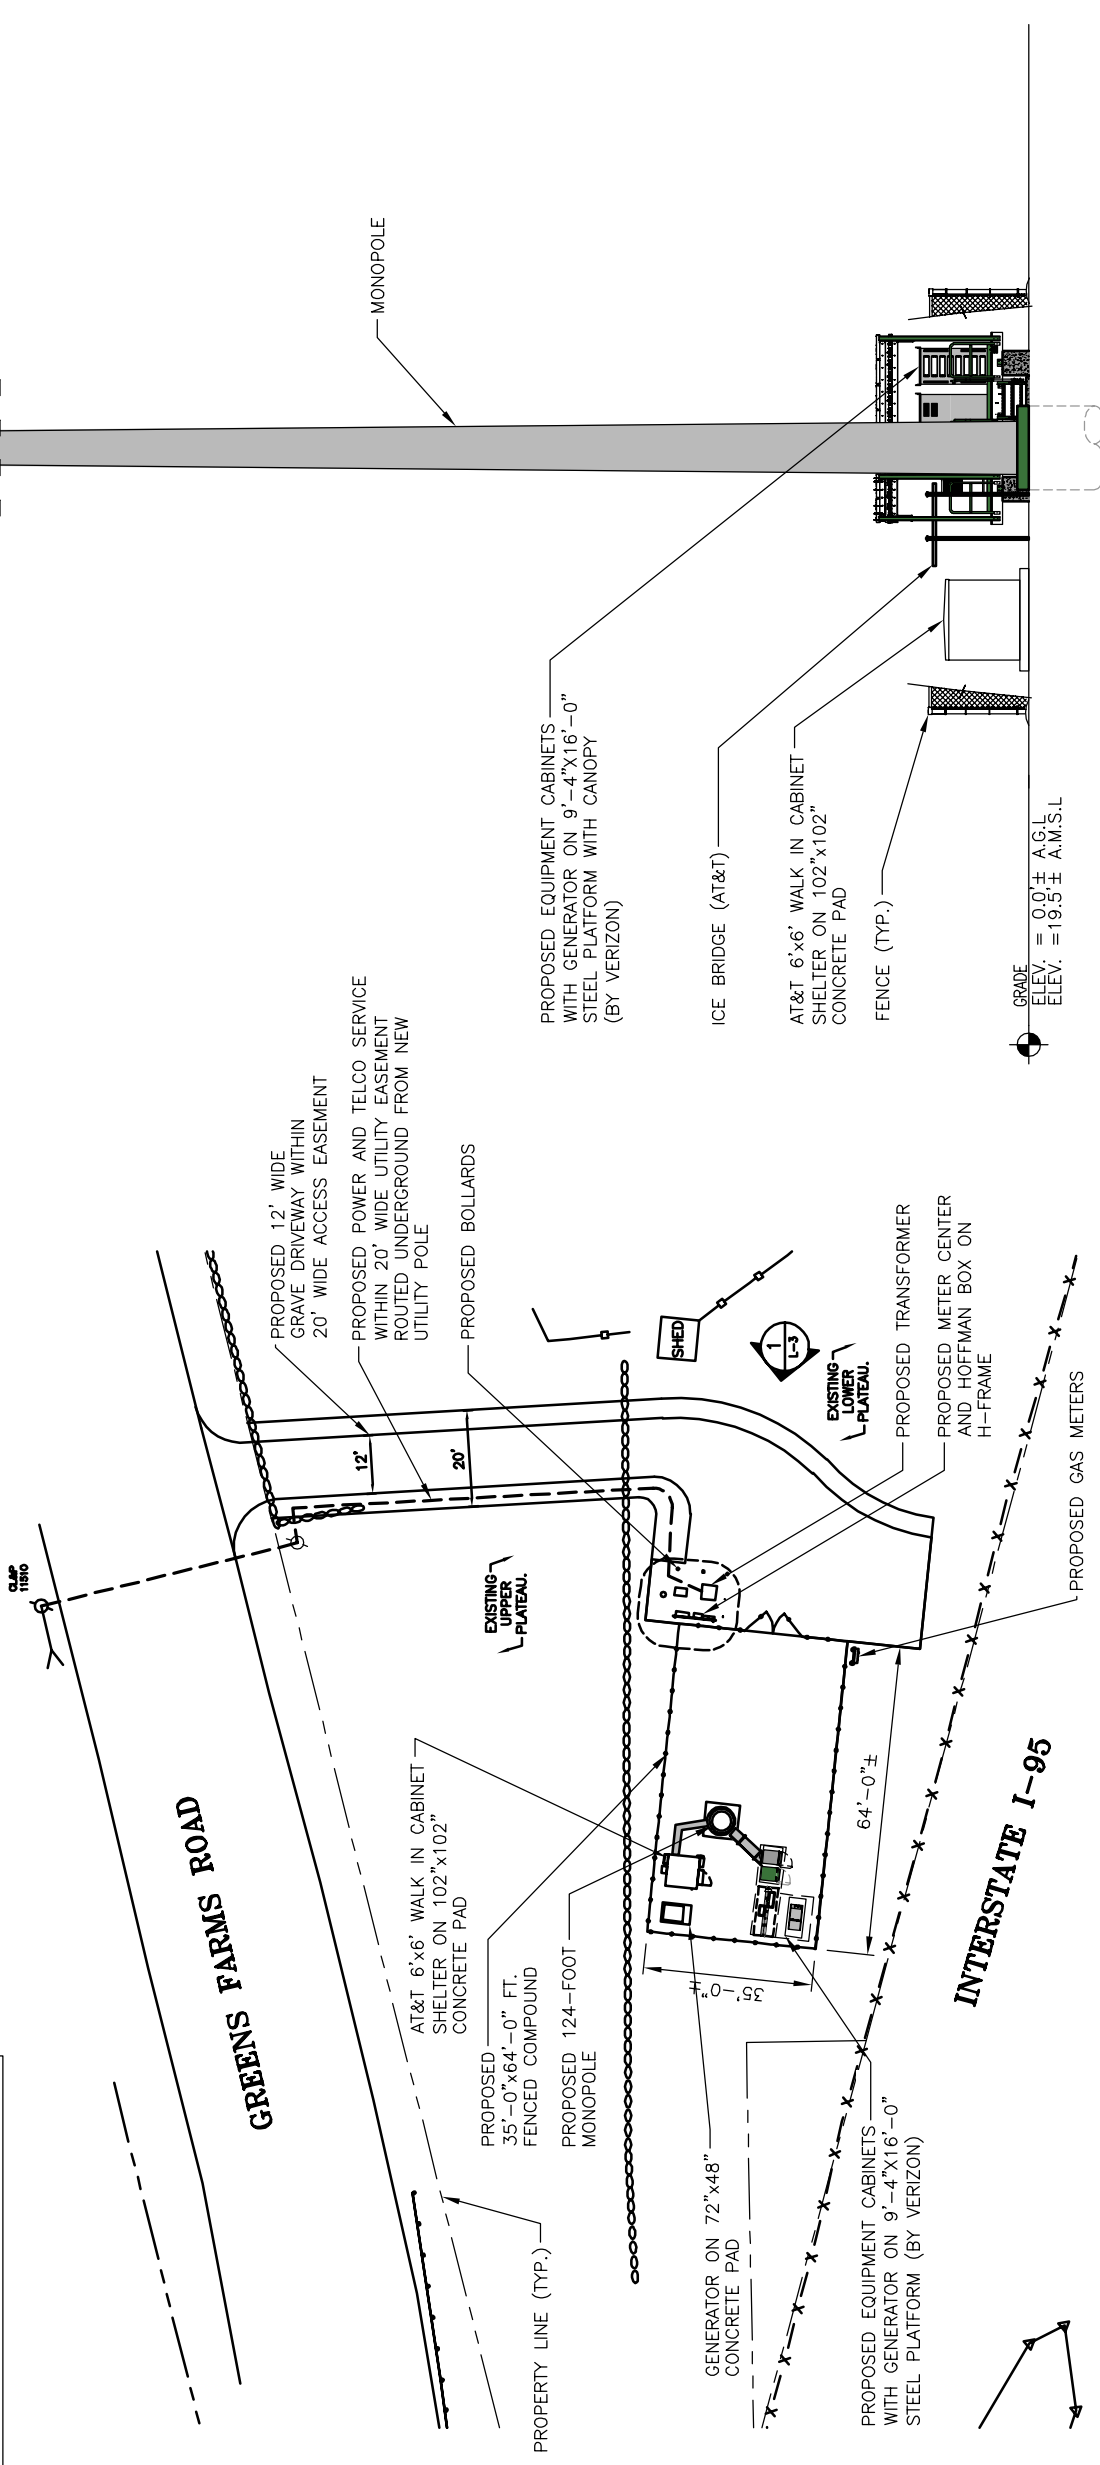 CL&P
11510
GREENS FARMS ROAD
PROPERTY LINE (TYP.)
AT&T 6'x6' WALK IN CABINET
SHELTER ON 102"x102"
CONCRETE PAD
PROPOSED
35'-0"x64'-0" FT.
FENCED COMPOUND
PROPOSED 124-FOOT
MONOPOLE
GENERATOR ON 72"x48"
CONCRETE PAD
PROPOSED EQUIPMENT CABINETS
WITH GENERATOR ON 9'-4"X16'-0"
STEEL PLATFORM (BY VERIZON)
INTERSTATE I-95
35'-0"±
64'-0"±
EXISTING
UPPER
PLATEAU.
12'
20'
SHED
1
L-3
EXISTING
LOWER
PLATEAU.
PROPOSED 12' WIDE
GRAVE DRIVEWAY WITHIN
20' WIDE ACCESS EASEMENT
PROPOSED POWER AND TELCO SERVICE
WITHIN 20' WIDE UTILITY EASEMENT
ROUTED UNDERGROUND FROM NEW
UTILITY POLE
PROPOSED BOLLARDS
PROPOSED TRANSFORMER
PROPOSED METER CENTER
AND HOFFMAN BOX ON
H-FRAME
PROPOSED GAS METERS
MONOPOLE
PROPOSED EQUIPMENT CABINETS
WITH GENERATOR ON 9'-4"X16'-0"
STEEL PLATFORM WITH CANOPY
(BY VERIZON)
ICE BRIDGE (AT&T)
AT&T 6'x6' WALK IN CABINET
SHELTER ON 102"x102"
CONCRETE PAD
FENCE (TYP.)
GRADE
ELEV. = 0.0'± A.G.L
ELEV. =19.5'± A.M.S.L